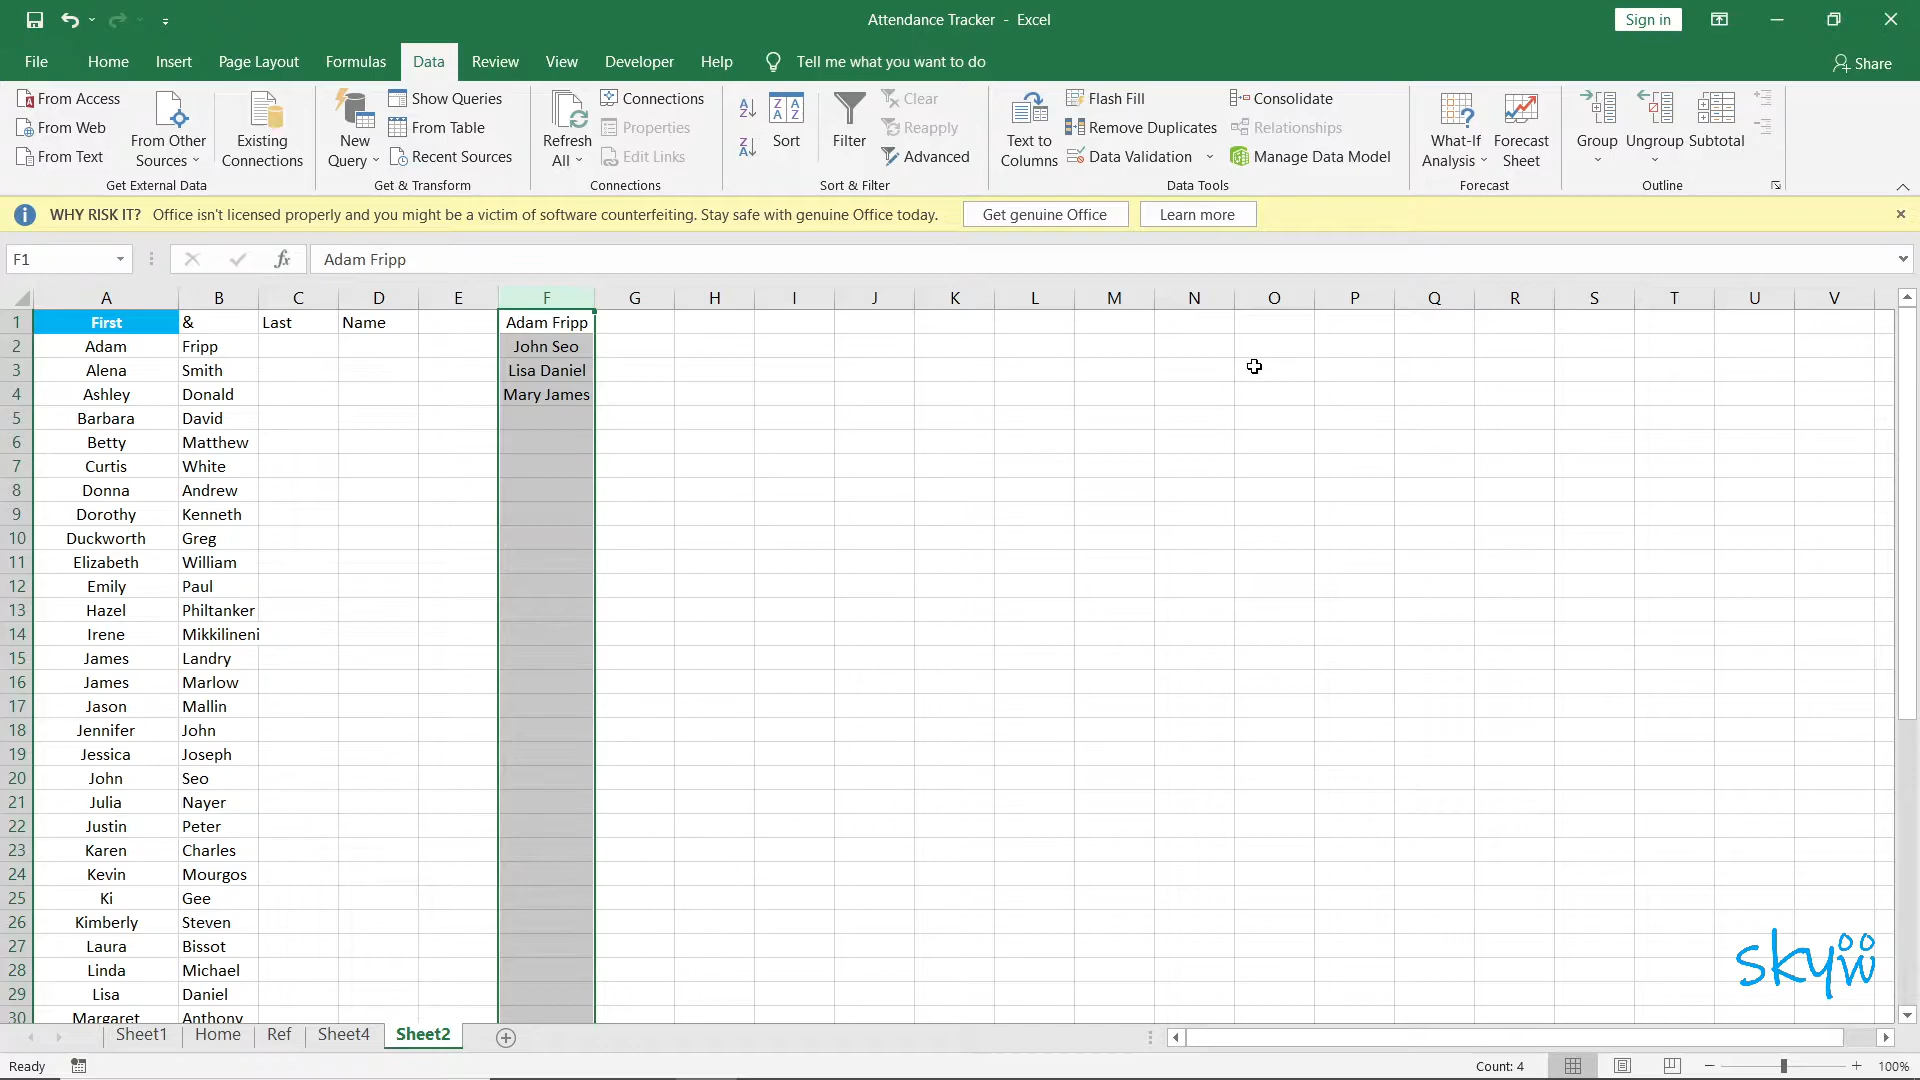 Attendance Tracker - Excel
Sign in
File Home Insert Page Layout Formulas Data Review View Developer Help Tell me what you want to do Share
From Access
From Web
From Text
From Other Sources
Existing Connections
Get External Data
New Query
Show Queries
From Table
Recent Sources
Get & Transform
Refresh All
Connections
Properties
Edit Links
Connections
Sort
Filter
Clear
Reapply
Advanced
Sort & Filter
Text to Columns
Flash Fill
Remove Duplicates
Data Validation
Consolidate
Relationships
Manage Data Model
Data Tools
What-If Analysis
Forecast Sheet
Forecast
Group
Ungroup
Subtotal
Outline
WHY RISK IT? Office isn't licensed properly and you might be a victim of software counterfeiting. Stay safe with genuine Office today. Get genuine Office Learn more
F1 fx Adam Fripp
A B C D E F G H I J K L M N O P Q R S T U V
1 First & Last Name Adam Fripp
2 Adam Fripp John Seo
3 Alena Smith Lisa Daniel
4 Ashley Donald Mary James
5 Barbara David
6 Betty Matthew
7 Curtis White
8 Donna Andrew
9 Dorothy Kenneth
10 Duckworth Greg
11 Elizabeth William
12 Emily Paul
13 Hazel Philtanker
14 Irene Mikkilineni
15 James Landry
16 James Marlow
17 Jason Mallin
18 Jennifer John
19 Jessica Joseph
20 John Seo
21 Julia Nayer
22 Justin Peter
23 Karen Charles
24 Kevin Mourgos
25 Ki Gee
26 Kimberly Steven
27 Laura Bissot
28 Linda Michael
29 Lisa Daniel
30 Margaret Anthony
skyw
Sheet1 Home Ref Sheet4 Sheet2
Ready Count: 4 100%